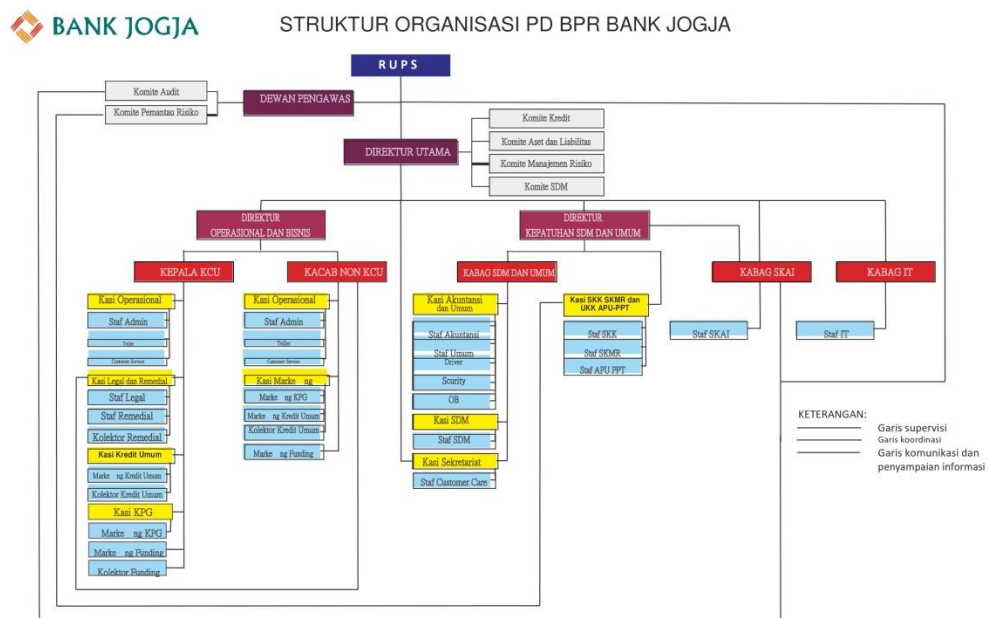 BANK JOGJA
STRUKTUR ORGANISASI PD BPR BANK JOGJA
RUPS
Komite Audit
Komite Pemantau Risiko
DEWAN PENGAWAS
DIREKTUR UTAMA
Komite Kredit
Komite Aset dan Liabilitas
Komite Manajemen Risiko
Komite SDM
DIREKTUR
OPERASIONAL DAN BISNIS
DIREKTUR
KEPATUHAN SDM DAN UMUM
KEPALA KCU
KACAB NON KCU
KABAG SDM DAN UMUM
KABAG SKAI
KABAG IT
Kasi Operasional
Staf Admin
Teller
Customer Service
Kasi Legal dan Remedial
Staf Legal
Staf Remedial
Kolektor Remedial
Kasi Kredit Umum
Marke ng Kredit Umum
Kolektor Kredit Umum
Kasi KPG
Marke ng KPG
Marke ng Funding
Kolektor Funding
Kasi Operasional
Staf Admin
Teller
Customer Service
Kasi Marke ng
Marke ng KPG
Marke ng Kredit Umum
Kolektor Kredit Umum
Marke ng Funding
Kasi Akuntansi
dan Umum
Staf Akuntansi
Staf Umum
Driver
Scurity
OB
Kasi SDM
Staf SDM
Kasi Sekretariat
Staf Customer Care
Kasi SKK SKMR dan
UKK APU-PPT
Staf SKK
Staf SKMR
Staf APU PPT
Staf SKAI
Staf IT
KETERANGAN:
Garis supervisi
Garis koordinasi
Garis komunikasi dan
penyampaian informasi